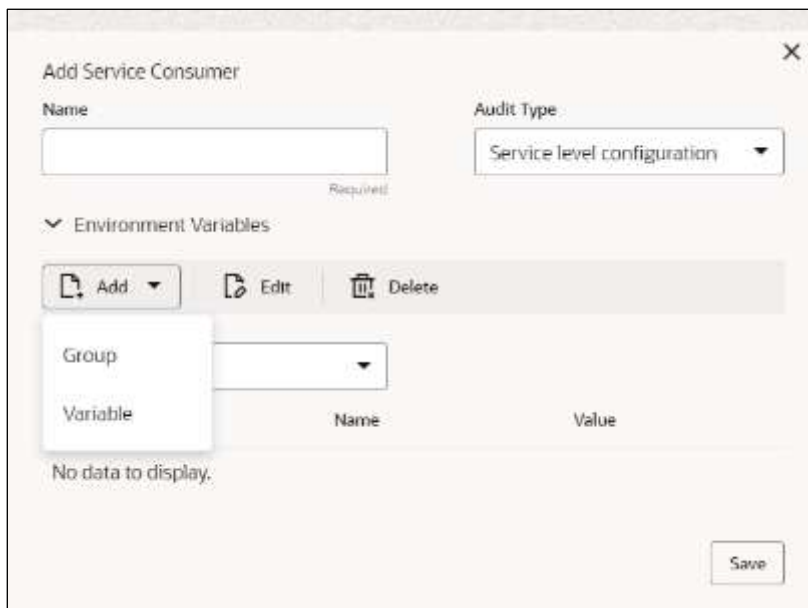 Add Service Consumer
Name
Audit Type
Service level configuration
Required
Environment Variables
Add Edit Delete
Group
Variable
Name Value
No data to display.
Save